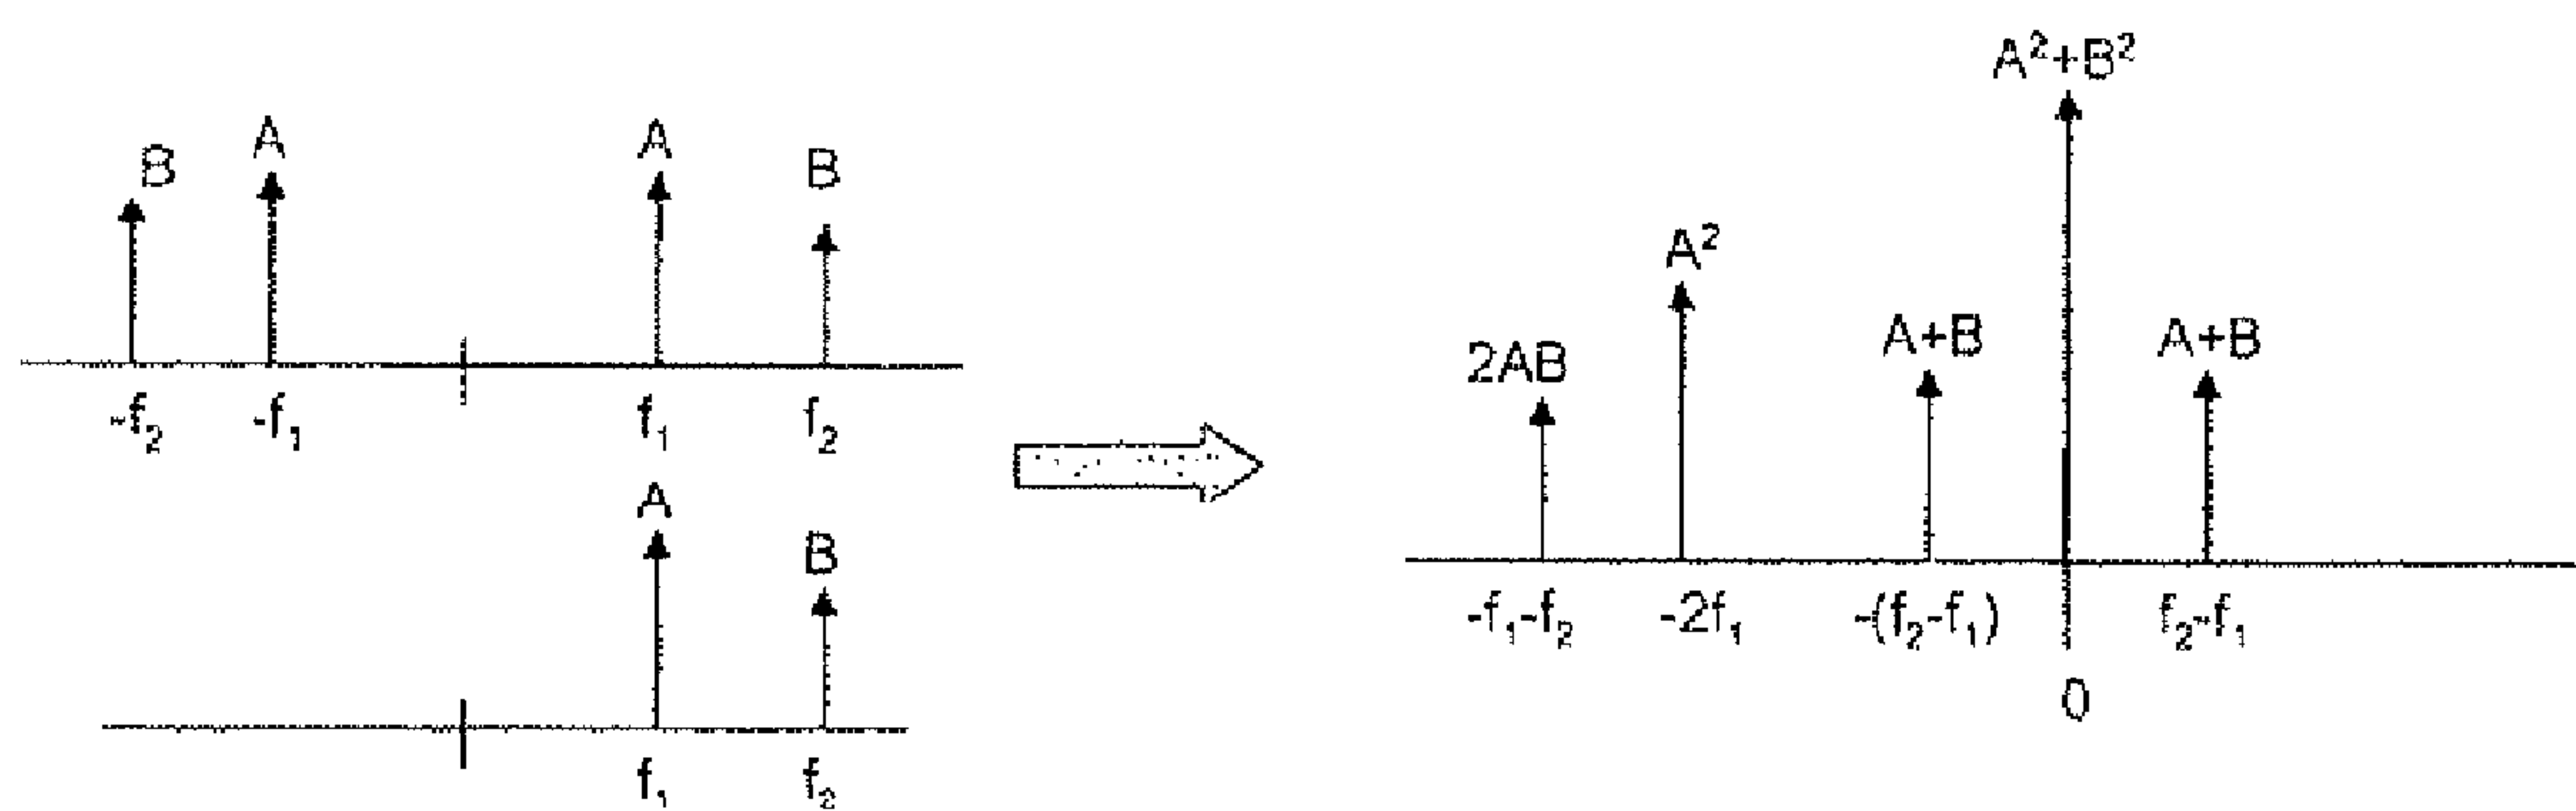 B A A B
-f₂ -f₁ f₁ f₂
A
B
f₁ f₂
A²+B²
A²
A+B A+B
2AB
-f₁-f₂ -2f₁ -(f₂-f₁) f₂-f₁
0